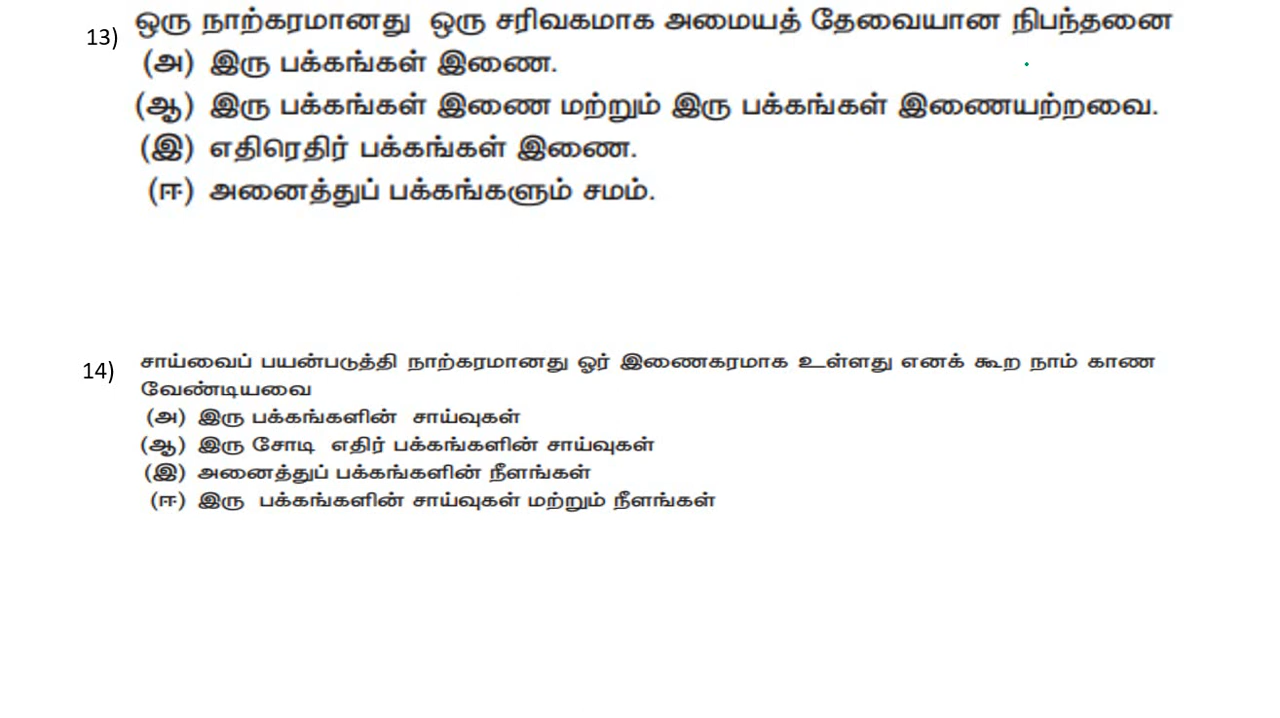 13) ஒரு நாற்கரமானது ஒரு சரிவகமாக அமையத் தேவையான நிபந்தனை
(அ) இரு பக்கங்கள் இணை.
(ஆ) இரு பக்கங்கள் இணை மற்றும் இரு பக்கங்கள் இணையற்றவை.
(இ) எதிரெதிர் பக்கங்கள் இணை.
(ஈ) அனைத்துப் பக்கங்களும் சமம்.
14) சாய்வைப் பயன்படுத்தி நாற்கரமானது ஓர் இணைகரமாக உள்ளது எனக் கூற நாம் காண
வேண்டியவை
(அ) இரு பக்கங்களின் சாய்வுகள்
(ஆ) இரு சோடி எதிர் பக்கங்களின் சாய்வுகள்
(இ) அனைத்துப் பக்கங்களின் நீளங்கள்
(ஈ) இரு பக்கங்களின் சாய்வுகள் மற்றும் நீளங்கள்